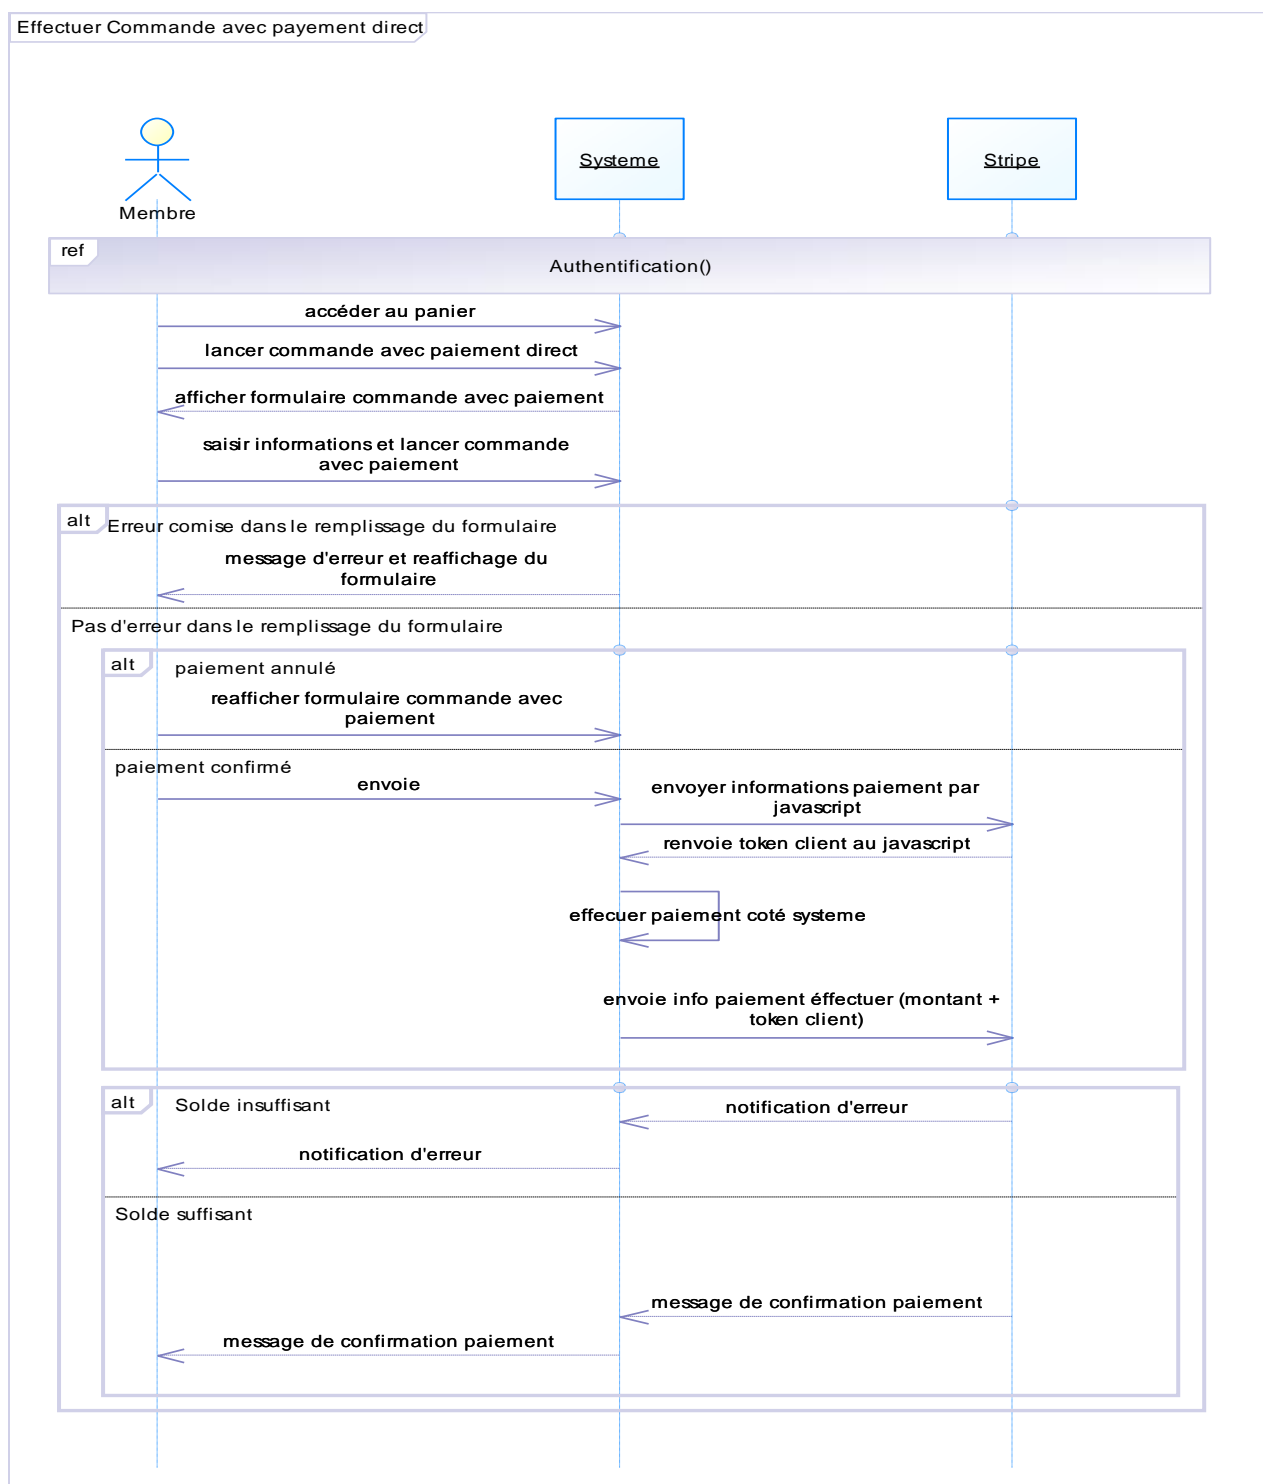 Effectuer Commande avec payement direct
Systeme
Stripe
Membre
ref
Authentification()
accéder au panier
lancer commande avec paiement direct
afficher formulaire commande avec paiement
saisir informations et lancer commande
avec paiement
alt
Erreur comise dans le remplissage du formulaire
message d'erreur et reaffichage du
formulaire
Pas d'erreur dans le remplissage du formulaire
alt
paiement annulé
reafficher formulaire commande avec
paiement
paiement confirmé
envoie
envoyer informations paiement par
javascript
renvoie token client au javascript
effecuer paiement coté systeme
envoie info paiement éffectuer (montant +
token client)
alt
Solde insuffisant
notification d'erreur
notification d'erreur
Solde suffisant
message de confirmation paiement
message de confirmation paiement